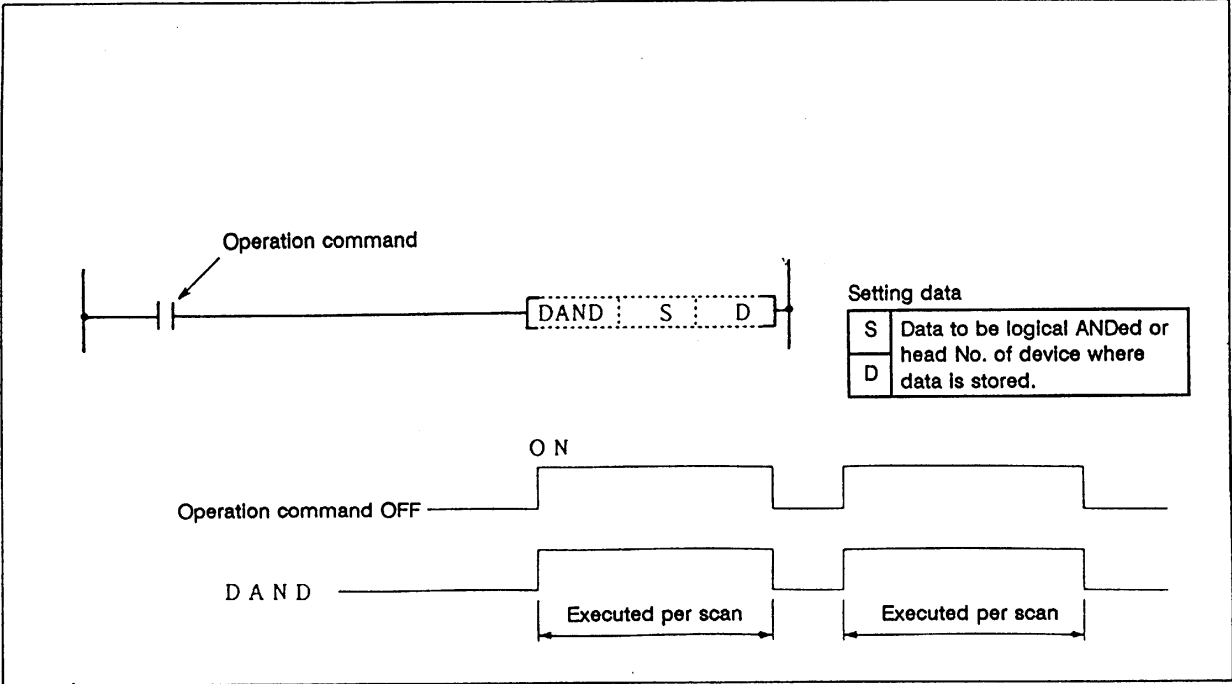 Operation command
DAND S D
Setting data
S Data to be logical ANDed or
head No. of device where
D data is stored.
ON
Operation command OFF
DAND
Executed per scan Executed per scan